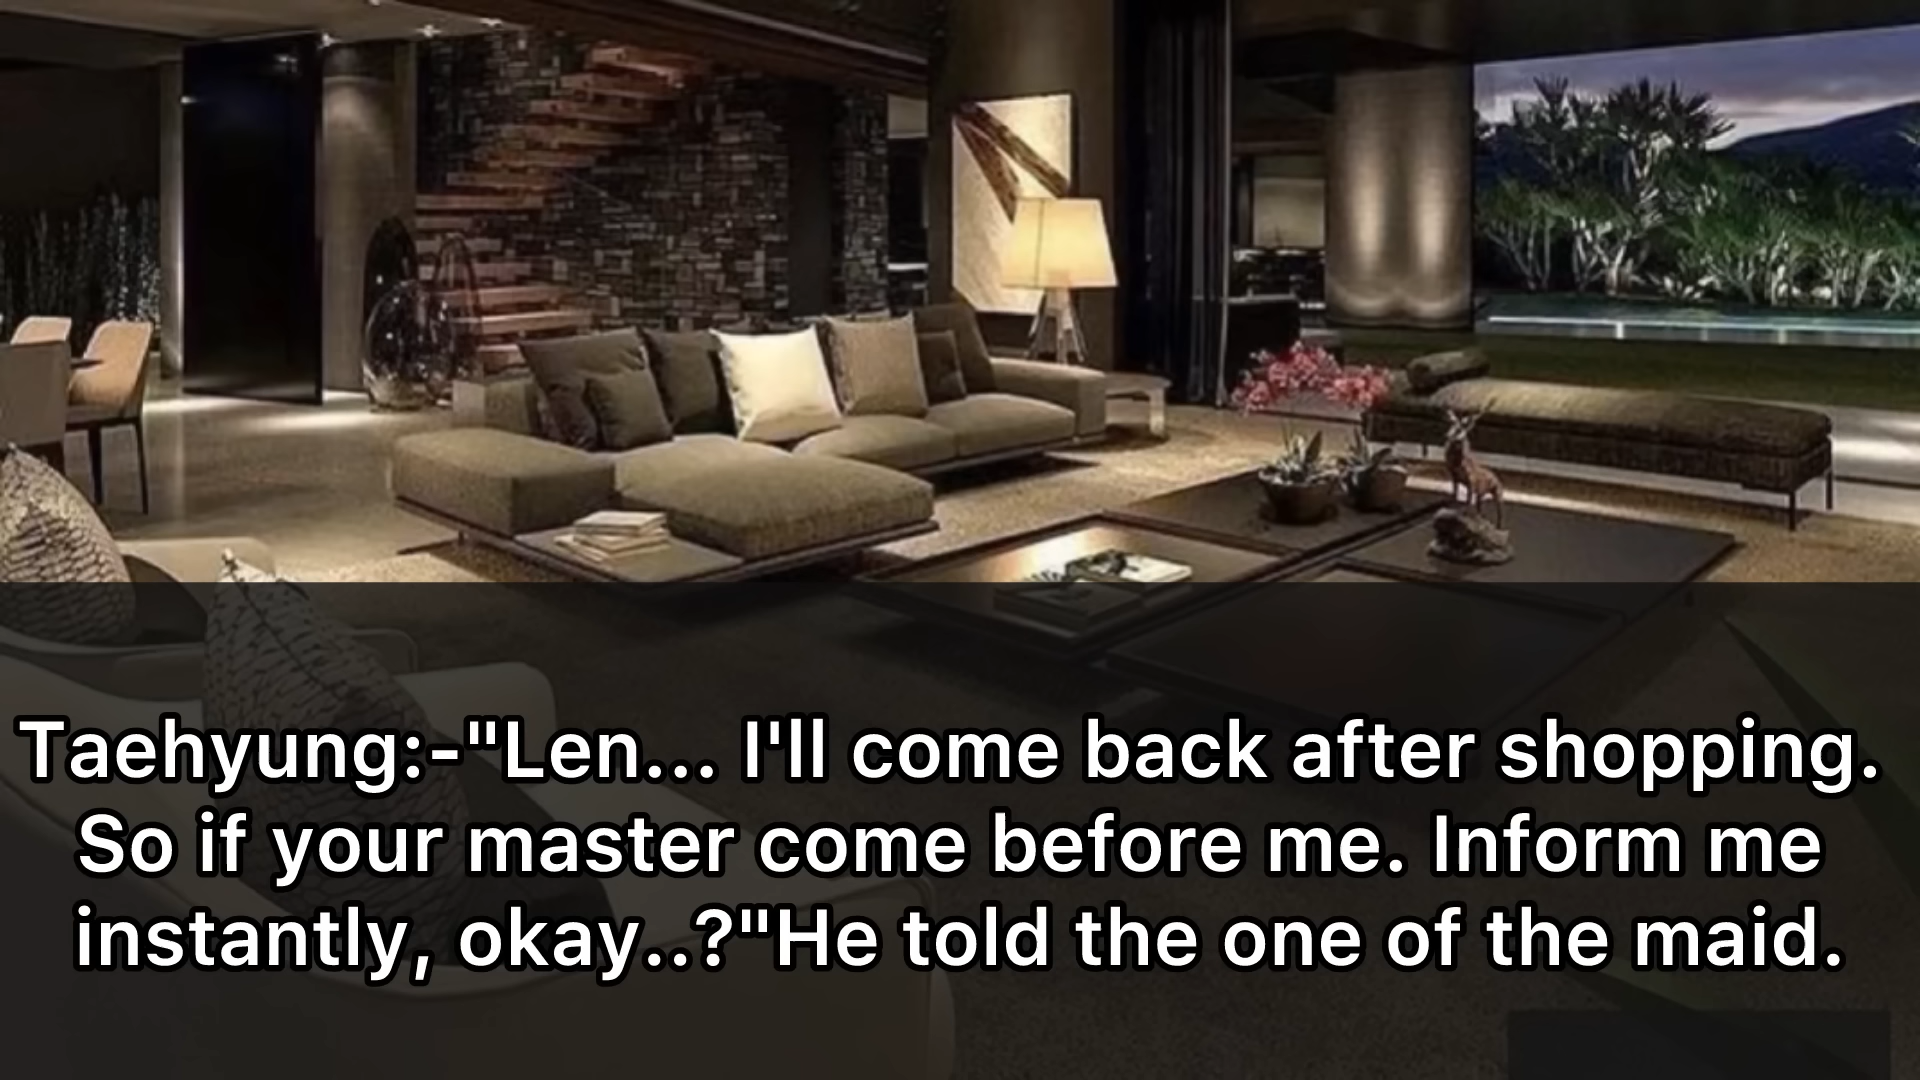 Taehyung:-"Len... I'll come back after shopping.
So if your master come before me. Inform me
instantly, okay..?"He told the one of the maid.